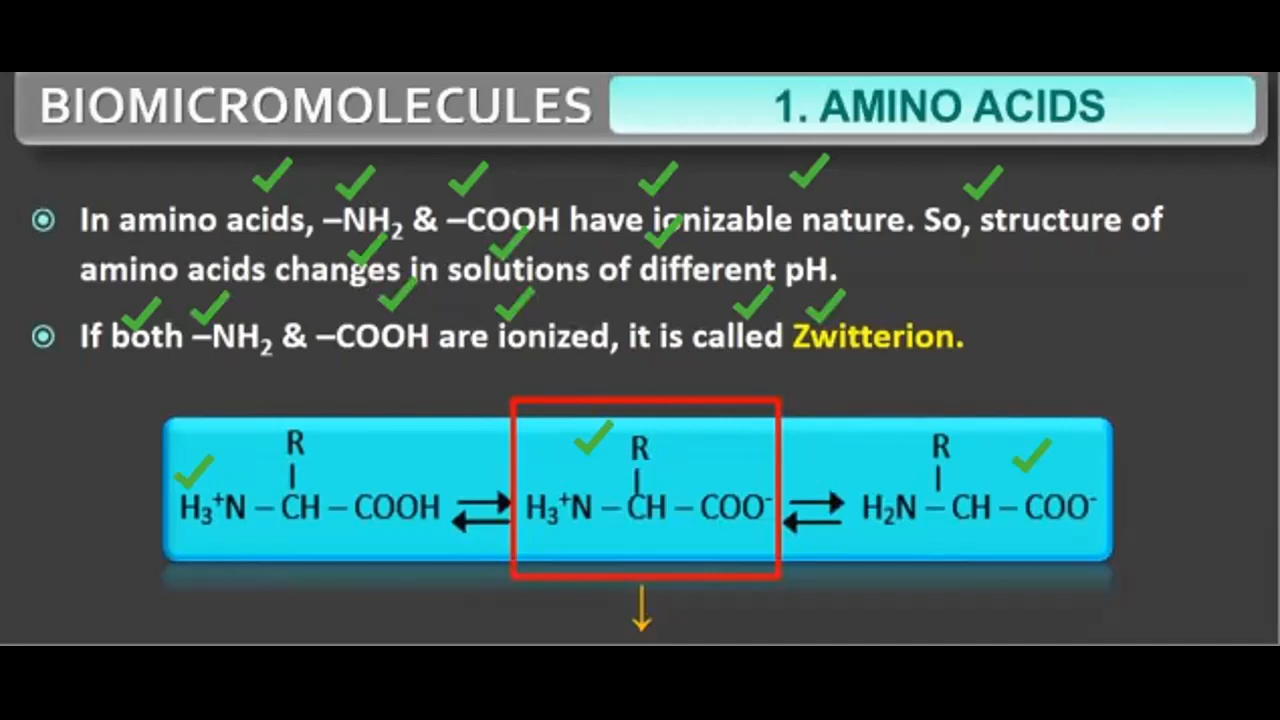 BIOMICROMOLECULES
1. AMINO ACIDS
In amino acids, –NH₂ & –COOH have ionizable nature. So, structure of
amino acids changes in solutions of different pH.
If both –NH₂ & –COOH are ionized, it is called Zwitterion.
R R R
H₃⁺N – CH – COOH H₃⁺N – CH – COO⁻ H₂N – CH – COO⁻